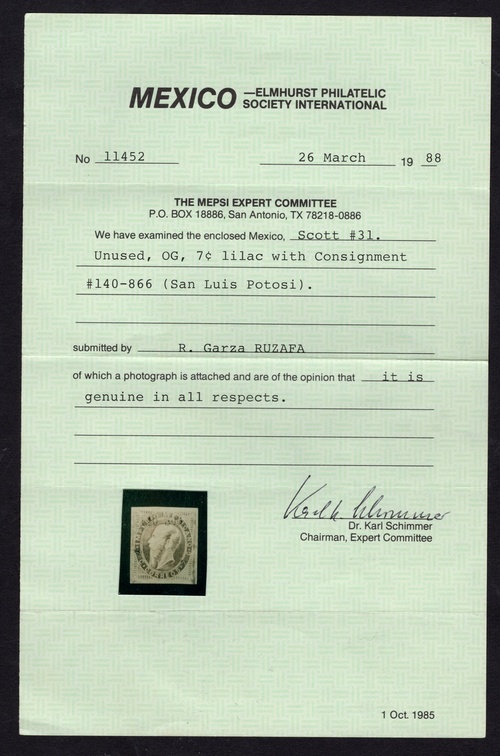 MEXICO —ELMHURST PHILATELIC
SOCIETY INTERNATIONAL
No 11452 26 March 19 88
THE MEPSI EXPERT COMMITTEE
P.O. BOX 18886, San Antonio, TX 78218-0886
We have examined the enclosed Mexico, Scott #31.
Unused, OG, 7¢ lilac with Consignment
#140-866 (San Luis Potosi).
submitted by R. Garza RUZAFA
of which a photograph is attached and are of the opinion that it is
genuine in all respects.
Karl H. Schimmer
Dr. Karl Schimmer
Chairman, Expert Committee
CORREOS
1 Oct. 1985